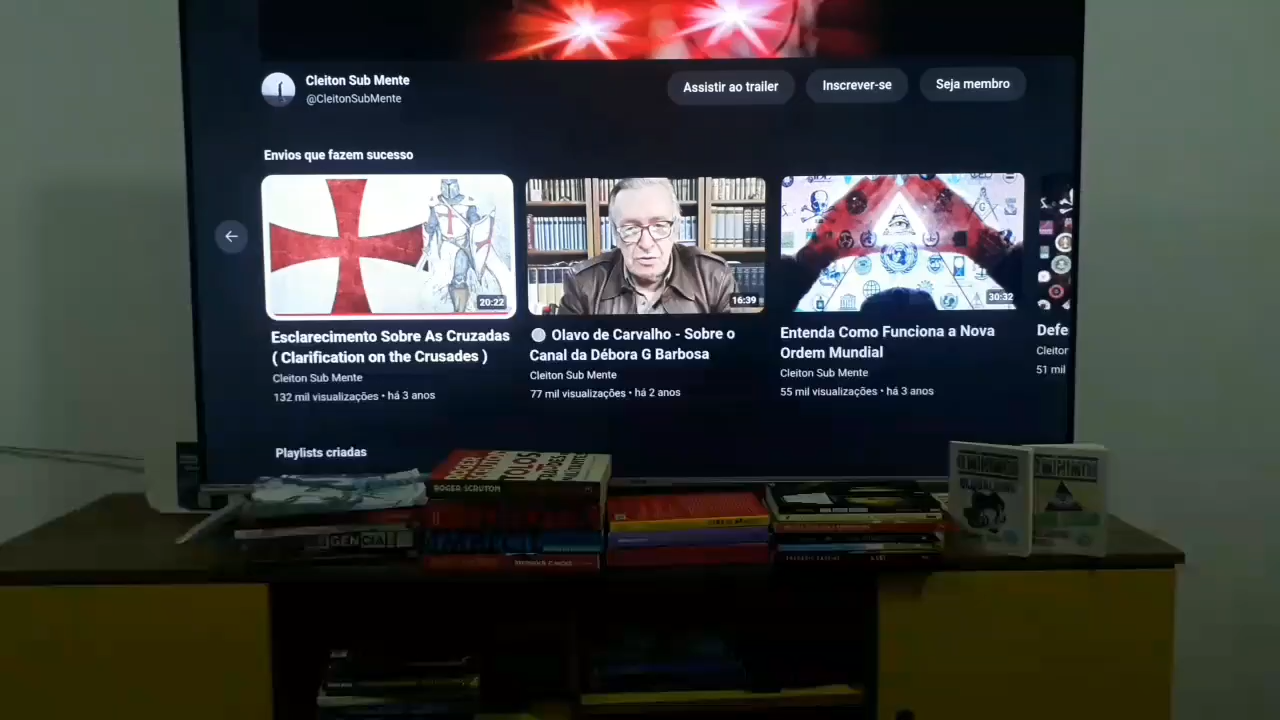 Cleiton Sub Mente
@CleitonSubMente
Assistir ao trailer
Inscrever-se
Seja membro
Envios que fazem sucesso
20:22
16:39
30:32
Esclarecimento Sobre As Cruzadas
( Clarification on the Crusades )
Cleiton Sub Mente
132 mil visualizações • há 3 anos
Olavo de Carvalho - Sobre o
Canal da Débora G Barbosa
Cleiton Sub Mente
77 mil visualizações • há 2 anos
Entenda Como Funciona a Nova
Ordem Mundial
Cleiton Sub Mente
55 mil visualizações • há 3 anos
Defe
Cleitor
51 mil
Playlists criadas
TOLOS
ROGER SCRUTON